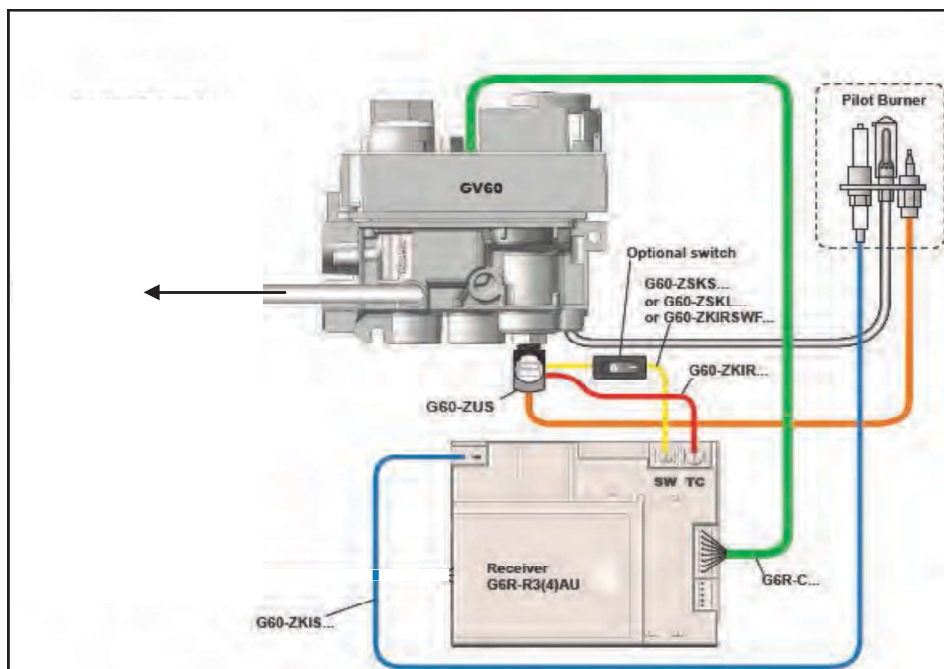 Pilot Burner
GV60
Optional switch
G60-ZSKS...
or G60-ZSKL...
or G60-ZKIRSWF...
G60-ZKIR...
G60-ZUS
SW TC
Receiver
G6R-R3(4)AU
G6R-C...
G60-ZKIS...